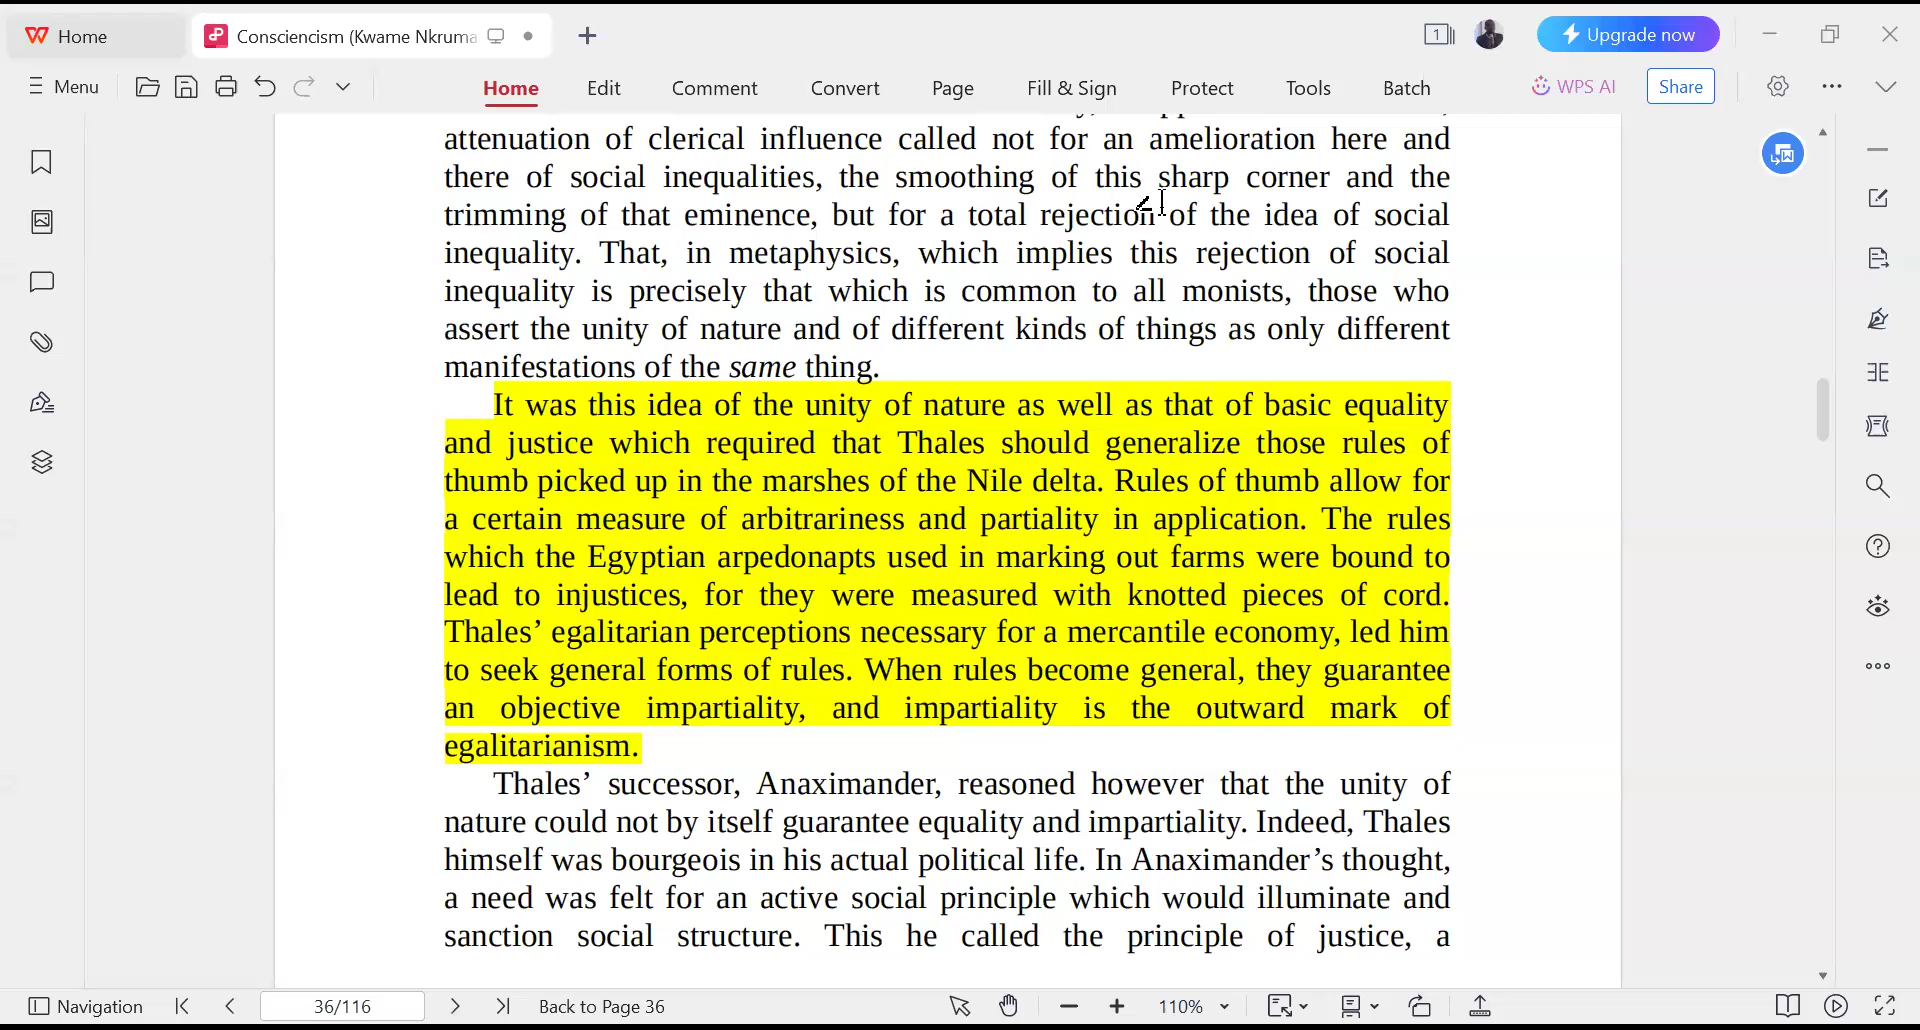 Home
Consciencism (Kwame Nkruma
1
Upgrade now
Menu
Home
Edit
Comment
Convert
Page
Fill & Sign
Protect
Tools
Batch
WPS AI
Share
attenuation of clerical influence called not for an amelioration here and
there of social inequalities, the smoothing of this sharp corner and the
trimming of that eminence, but for a total rejection of the idea of social
inequality. That, in metaphysics, which implies this rejection of social
inequality is precisely that which is common to all monists, those who
assert the unity of nature and of different kinds of things as only different
manifestations of the same thing.
It was this idea of the unity of nature as well as that of basic equality
and justice which required that Thales should generalize those rules of
thumb picked up in the marshes of the Nile delta. Rules of thumb allow for
a certain measure of arbitrariness and partiality in application. The rules
which the Egyptian arpedonapts used in marking out farms were bound to
lead to injustices, for they were measured with knotted pieces of cord.
Thales’ egalitarian perceptions necessary for a mercantile economy, led him
to seek general forms of rules. When rules become general, they guarantee
an objective impartiality, and impartiality is the outward mark of
egalitarianism.
Thales’ successor, Anaximander, reasoned however that the unity of
nature could not by itself guarantee equality and impartiality. Indeed, Thales
himself was bourgeois in his actual political life. In Anaximander’s thought,
a need was felt for an active social principle which would illuminate and
sanction social structure. This he called the principle of justice, a
Navigation
36/116
Back to Page 36
110%